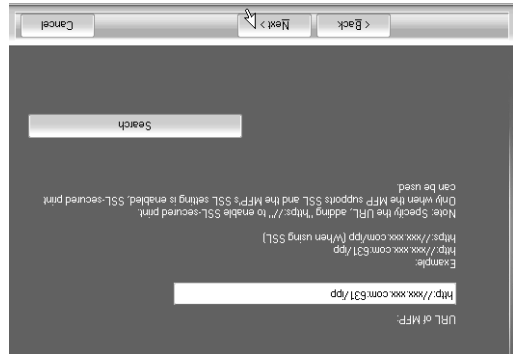 URL of MFP:
http://xxx.xxx.com:631/ipp
Example:
http://xxx.xxx.com:631/ipp
https://xxx.xxx.com/ipp (When using SSL)
Note: Specify the URL, adding "https://" to enable SSL-secured print.
Only when the MFP supports SSL and the MFP's SSL setting is enabled, SSL-secured print
can be used.
Search
< Back
Next >
Cancel